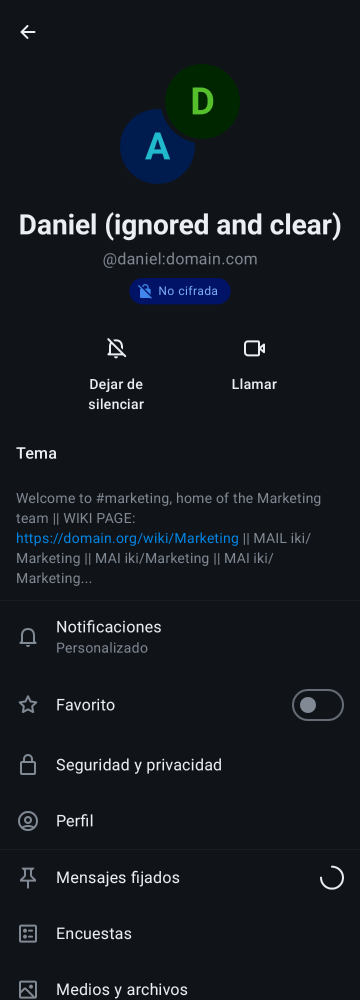 D
A
Daniel (ignored and clear)
@daniel:domain.com
No cifrada
Dejar de
silenciar
Llamar
Tema
Welcome to #marketing, home of the Marketing
team || WIKI PAGE:
https://domain.org/wiki/Marketing || MAIL iki/
Marketing || MAI iki/Marketing || MAI iki/
Marketing...
Notificaciones
Personalizado
Favorito
Seguridad y privacidad
Perfil
Mensajes fijados
Encuestas
Medios y archivos